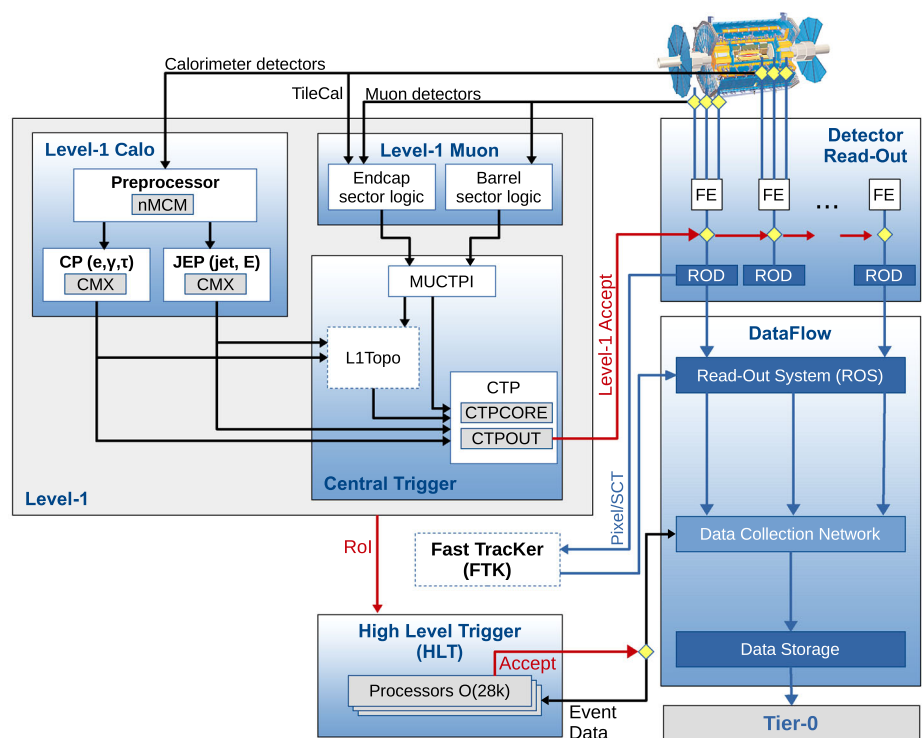 Calorimeter detectors
TileCal
Muon detectors
Detector
Read-Out
Level-1 Calo
Preprocessor
nMCM
CP (e,γ,τ)
CMX
JEP (jet, E)
CMX
Level-1 Muon
Endcap
sector logic
Barrel
sector logic
FE
FE
...
FE
ROD
ROD
ROD
MUCTPI
L1Topo
CTP
CTPCORE
CTPOUT
Central Trigger
Level-1
Level-1 Accept
DataFlow
Read-Out System (ROS)
Pixel/SCT
Data Collection Network
RoI
Fast TracKer
(FTK)
High Level Trigger
(HLT)
Accept
Processors O(28k)
Event
Data
Data Storage
Tier-0